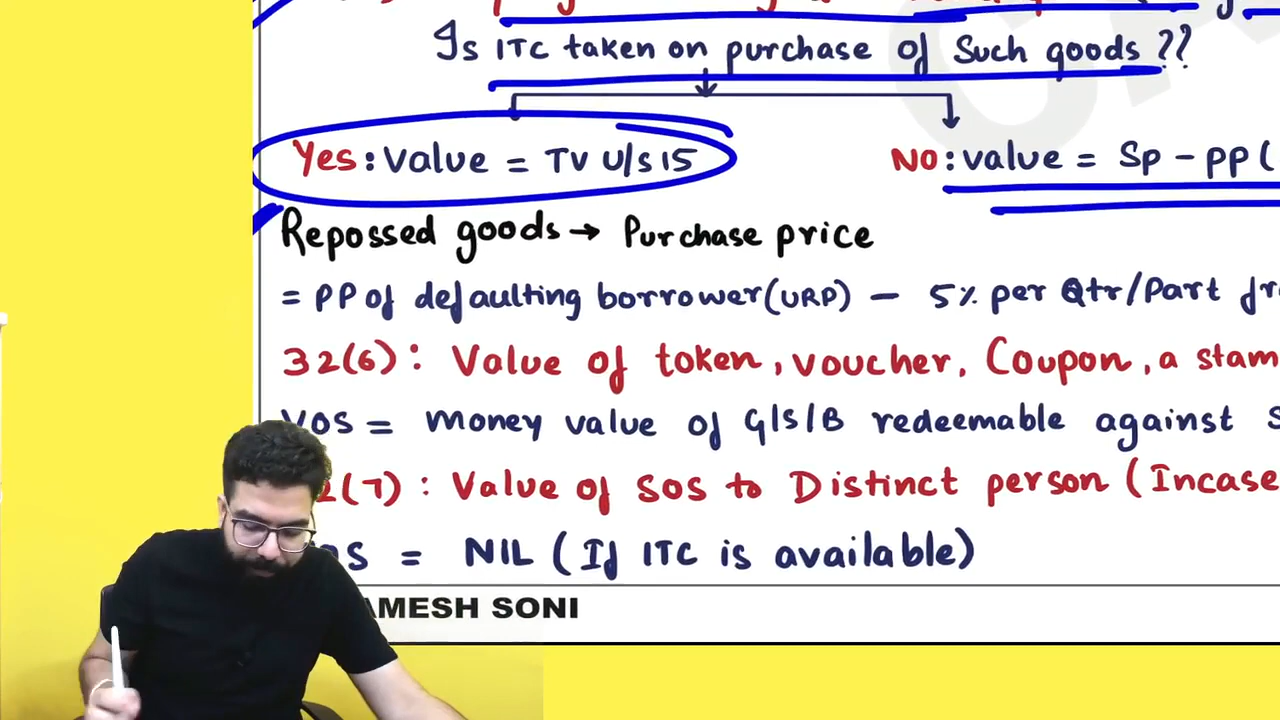 Is ITC taken on purchase of Such goods ??
Yes : Value = TV U/S 15
NO : value = Sp - pp (
Repossed goods → Purchase price
= PP of defaulting borrower (URP) - 5% per Qtr/Part
32(6) : Value of token, voucher, Coupon, a stam
VOS = money value of G/S/B redeemable against S
2(7) : Value of SOS to Distinct person (Incase
OS = NIL (If ITC is available)
AMESH SONI